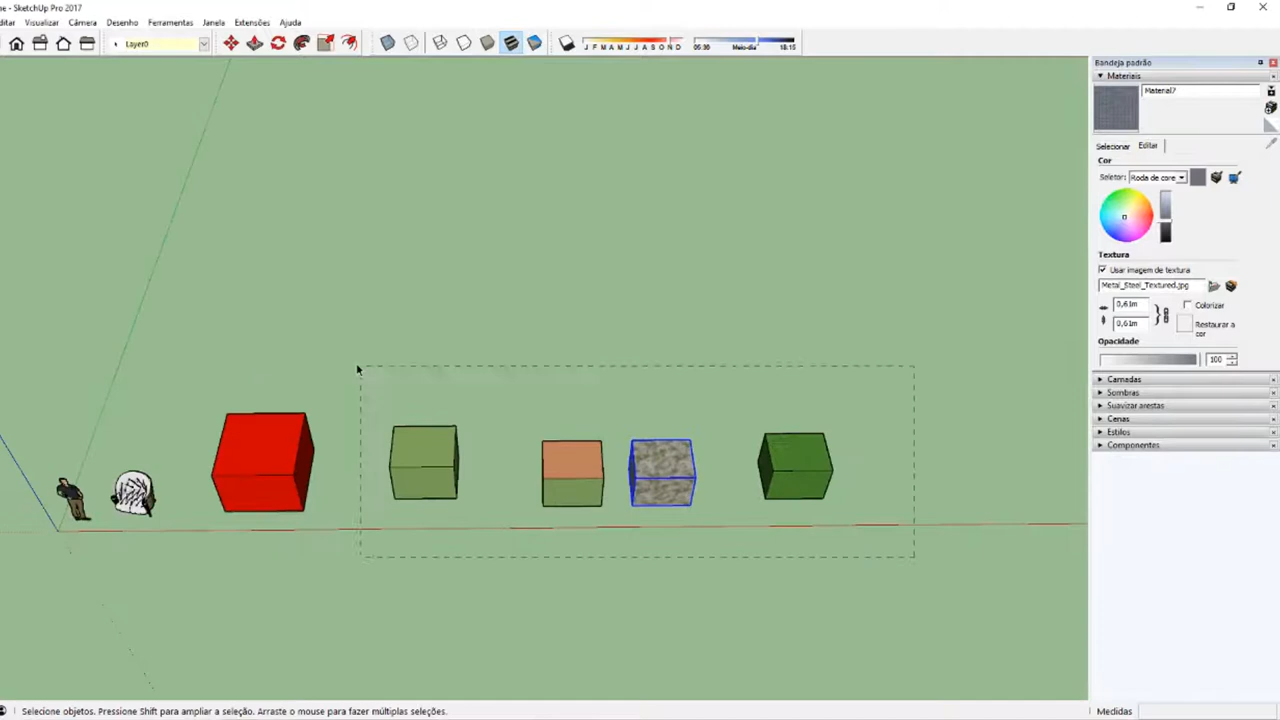 ne - SketchUp Pro 2017
ditar Visualizar Câmera Desenho Ferramentas Janela Extensões Ajuda
Layer0
J F M A M J J A S O N D
05:30 Meio-dia 18:15
Bandeja padrão
Materiais
Material7
Selecionar Editar
Cor
Seletor: Roda de core
Textura
Usar imagem de textura
Metal_Steel_Textured.jpg
0,61m
Colorizar
0,61m
Restaurar a
cor
Opacidade
100
Camadas
Sombras
Suavizar arestas
Cenas
Estilos
Componentes
Selecione objetos. Pressione Shift para ampliar a seleção. Arraste o mouse para fazer múltiplas seleções.
Medidas